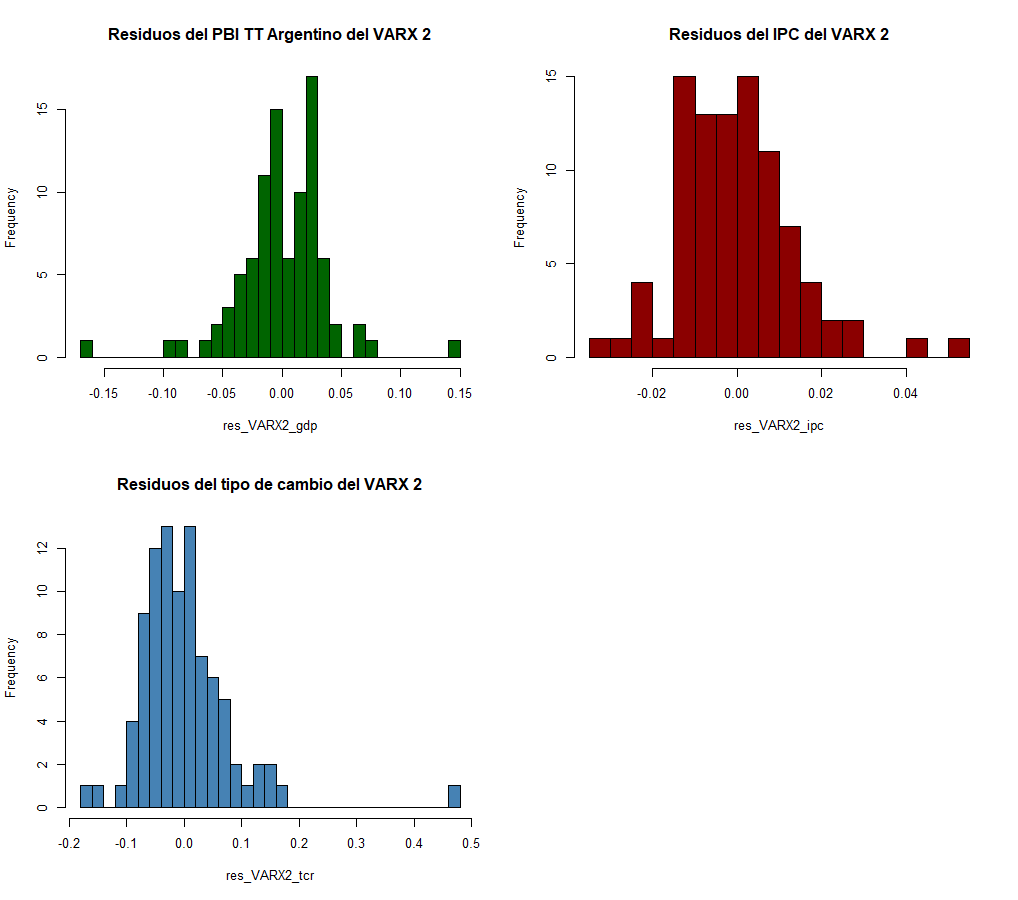 Residuos del PBI TT Argentino del VARX 2
Frequency
15
10
5
0
-0.15 -0.10 -0.05 0.00 0.05 0.10 0.15
res_VARX2_gdp
Residuos del IPC del VARX 2
Frequency
15
10
5
0
-0.02 0.00 0.02 0.04
res_VARX2_ipc
Residuos del tipo de cambio del VARX 2
Frequency
12
10
8
6
4
2
0
-0.2 -0.1 0.0 0.1 0.2 0.3 0.4 0.5
res_VARX2_tcr